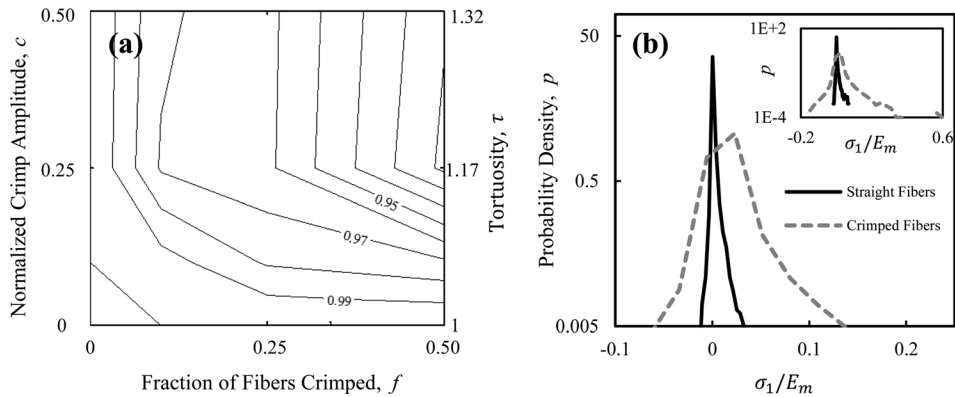 (a)
Normalized Crimp Amplitude, c
0.50
0.25
0
0
0.25
0.50
Fraction of Fibers Crimped, f
1.32
1.17
1
Tortuosity, τ
0.95
0.97
0.99
(b)
Probability Density, p
50
0.5
0.005
-0.1
0
0.1
0.2
σ₁/Eₘ
1E+2
p
1E-4
-0.2
0.6
σ₁/Eₘ
Straight Fibers
Crimped Fibers